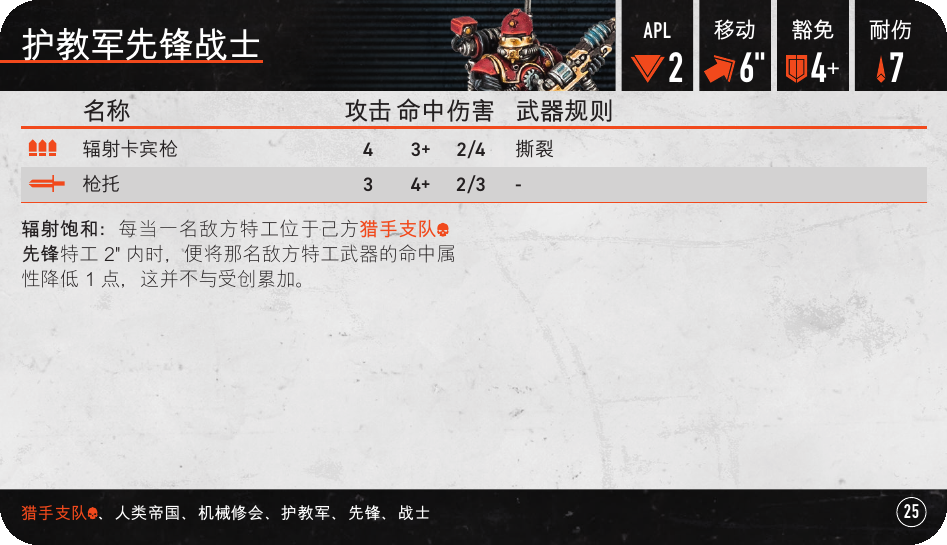 护教军先锋战士
APL 移动 豁免 耐伤
2 6" 4+ 7
名称 攻击 命中 伤害 武器规则
辐射卡宾枪 4 3+ 2/4 撕裂
枪托 3 4+ 2/3 -
辐射饱和：每当一名敌方特工位于己方猎手支队
先锋特工 2" 内时，便将那名敌方特工武器的命中属
性降低 1 点，这并不与受创累加。
猎手支队、人类帝国、机械修会、护教军、先锋、战士
25